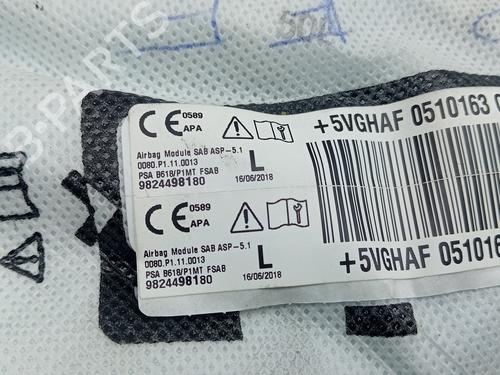 CE 0589
APA
Airbag Module SAB ASP-5.1
0080.P1.11.0013
PSA B618/P1MT FSAB
9824498180
L
16/06/2018
+5VGHAF 0510163
CE 0589
APA
Airbag Module SAB ASP-5.1
0080.P1.11.0013
PSA B618/P1MT FSAB
9824498180
L
16/06/2018
+5VGHAF 051016
B-PARTS